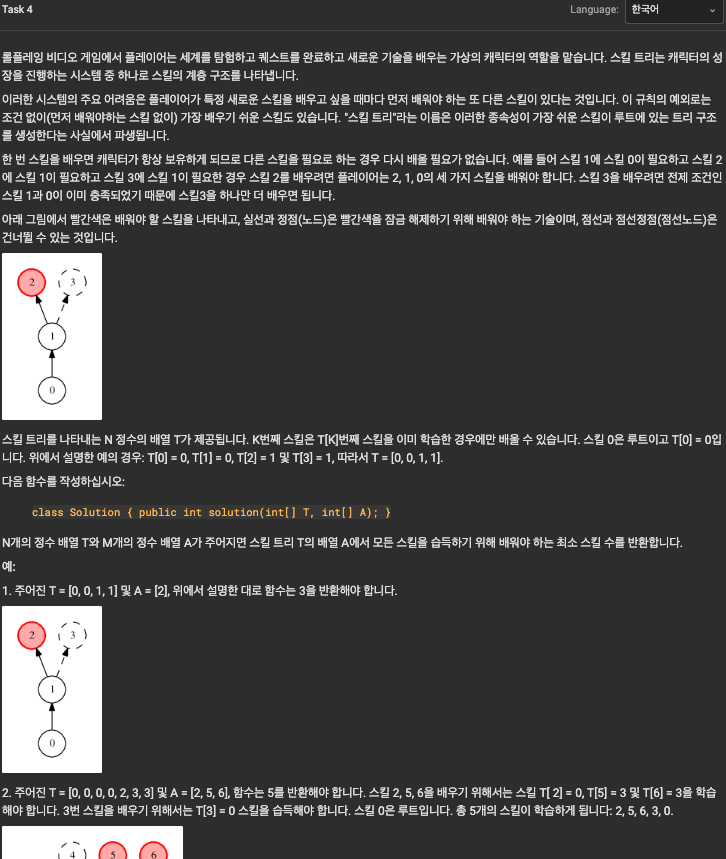 Task 4
Language: 한국어
롤플레잉 비디오 게임에서 플레이어는 세계를 탐험하고 퀘스트를 완료하고 새로운 기술을 배우는 가상의 캐릭터의 역할을 맡습니다. 스킬 트리는 캐릭터의 성
장을 진행하는 시스템 중 하나로 스킬의 계층 구조를 나타냅니다.
이러한 시스템의 주요 어려움은 플레이어가 특정 새로운 스킬을 배우고 싶을 때마다 먼저 배워야 하는 또 다른 스킬이 있다는 것입니다. 이 규칙의 예외로는
조건 없이(먼저 배워야하는 스킬 없이) 가장 배우기 쉬운 스킬도 있습니다. "스킬 트리"라는 이름은 이러한 종속성이 가장 쉬운 스킬이 루트에 있는 트리 구조
를 생성한다는 사실에서 파생됩니다.
한 번 스킬을 배우면 캐릭터가 항상 보유하게 되므로 다른 스킬을 필요로 하는 경우 다시 배울 필요가 없습니다. 예를 들어 스킬 1에 스킬 0이 필요하고 스킬 2
에 스킬 1이 필요하고 스킬 3에 스킬 1이 필요한 경우 스킬 2를 배우려면 플레이어는 2, 1, 0의 세 가지 스킬을 배워야 합니다. 스킬 3을 배우려면 전제 조건인
스킬 1과 0이 이미 충족되었기 때문에 스킬3을 하나만 더 배우면 됩니다.
아래 그림에서 빨간색은 배워야 할 스킬을 나타내고, 실선과 정점(노드)은 빨간색을 잠금 해제하기 위해 배워야 하는 기술이며, 점선과 점선정점(점선노드)은
건너뛸 수 있는 것입니다.
2 3
1
0
스킬 트리를 나타내는 N 정수의 배열 T가 제공됩니다. K번째 스킬은 T[K]번째 스킬을 이미 학습한 경우에만 배울 수 있습니다. 스킬 0은 루트이고 T[0] = 0입
니다. 위에서 설명한 예의 경우: T[0] = 0, T[1] = 0, T[2] = 1 및 T[3] = 1, 따라서 T = [0, 0, 1, 1].
다음 함수를 작성하십시오:
class Solution { public int solution(int[] T, int[] A); }
N개의 정수 배열 T와 M개의 정수 배열 A가 주어지면 스킬 트리 T의 배열 A에서 모든 스킬을 습득하기 위해 배워야 하는 최소 스킬 수를 반환합니다.
예:
1. 주어진 T = [0, 0, 1, 1] 및 A = [2], 위에서 설명한 대로 함수는 3을 반환해야 합니다.
2 3
1
0
2. 주어진 T = [0, 0, 0, 0, 2, 3, 3] 및 A = [2, 5, 6], 함수는 5를 반환해야 합니다. 스킬 2, 5, 6을 배우기 위해서는 스킬 T[ 2] = 0, T[5] = 3 및 T[6] = 3을 학습
해야 합니다. 3번 스킬을 배우기 위해서는 T[3] = 0 스킬을 습득해야 합니다. 스킬 0은 루트입니다. 총 5개의 스킬이 학습하게 됩니다: 2, 5, 6, 3, 0.
4 5 6